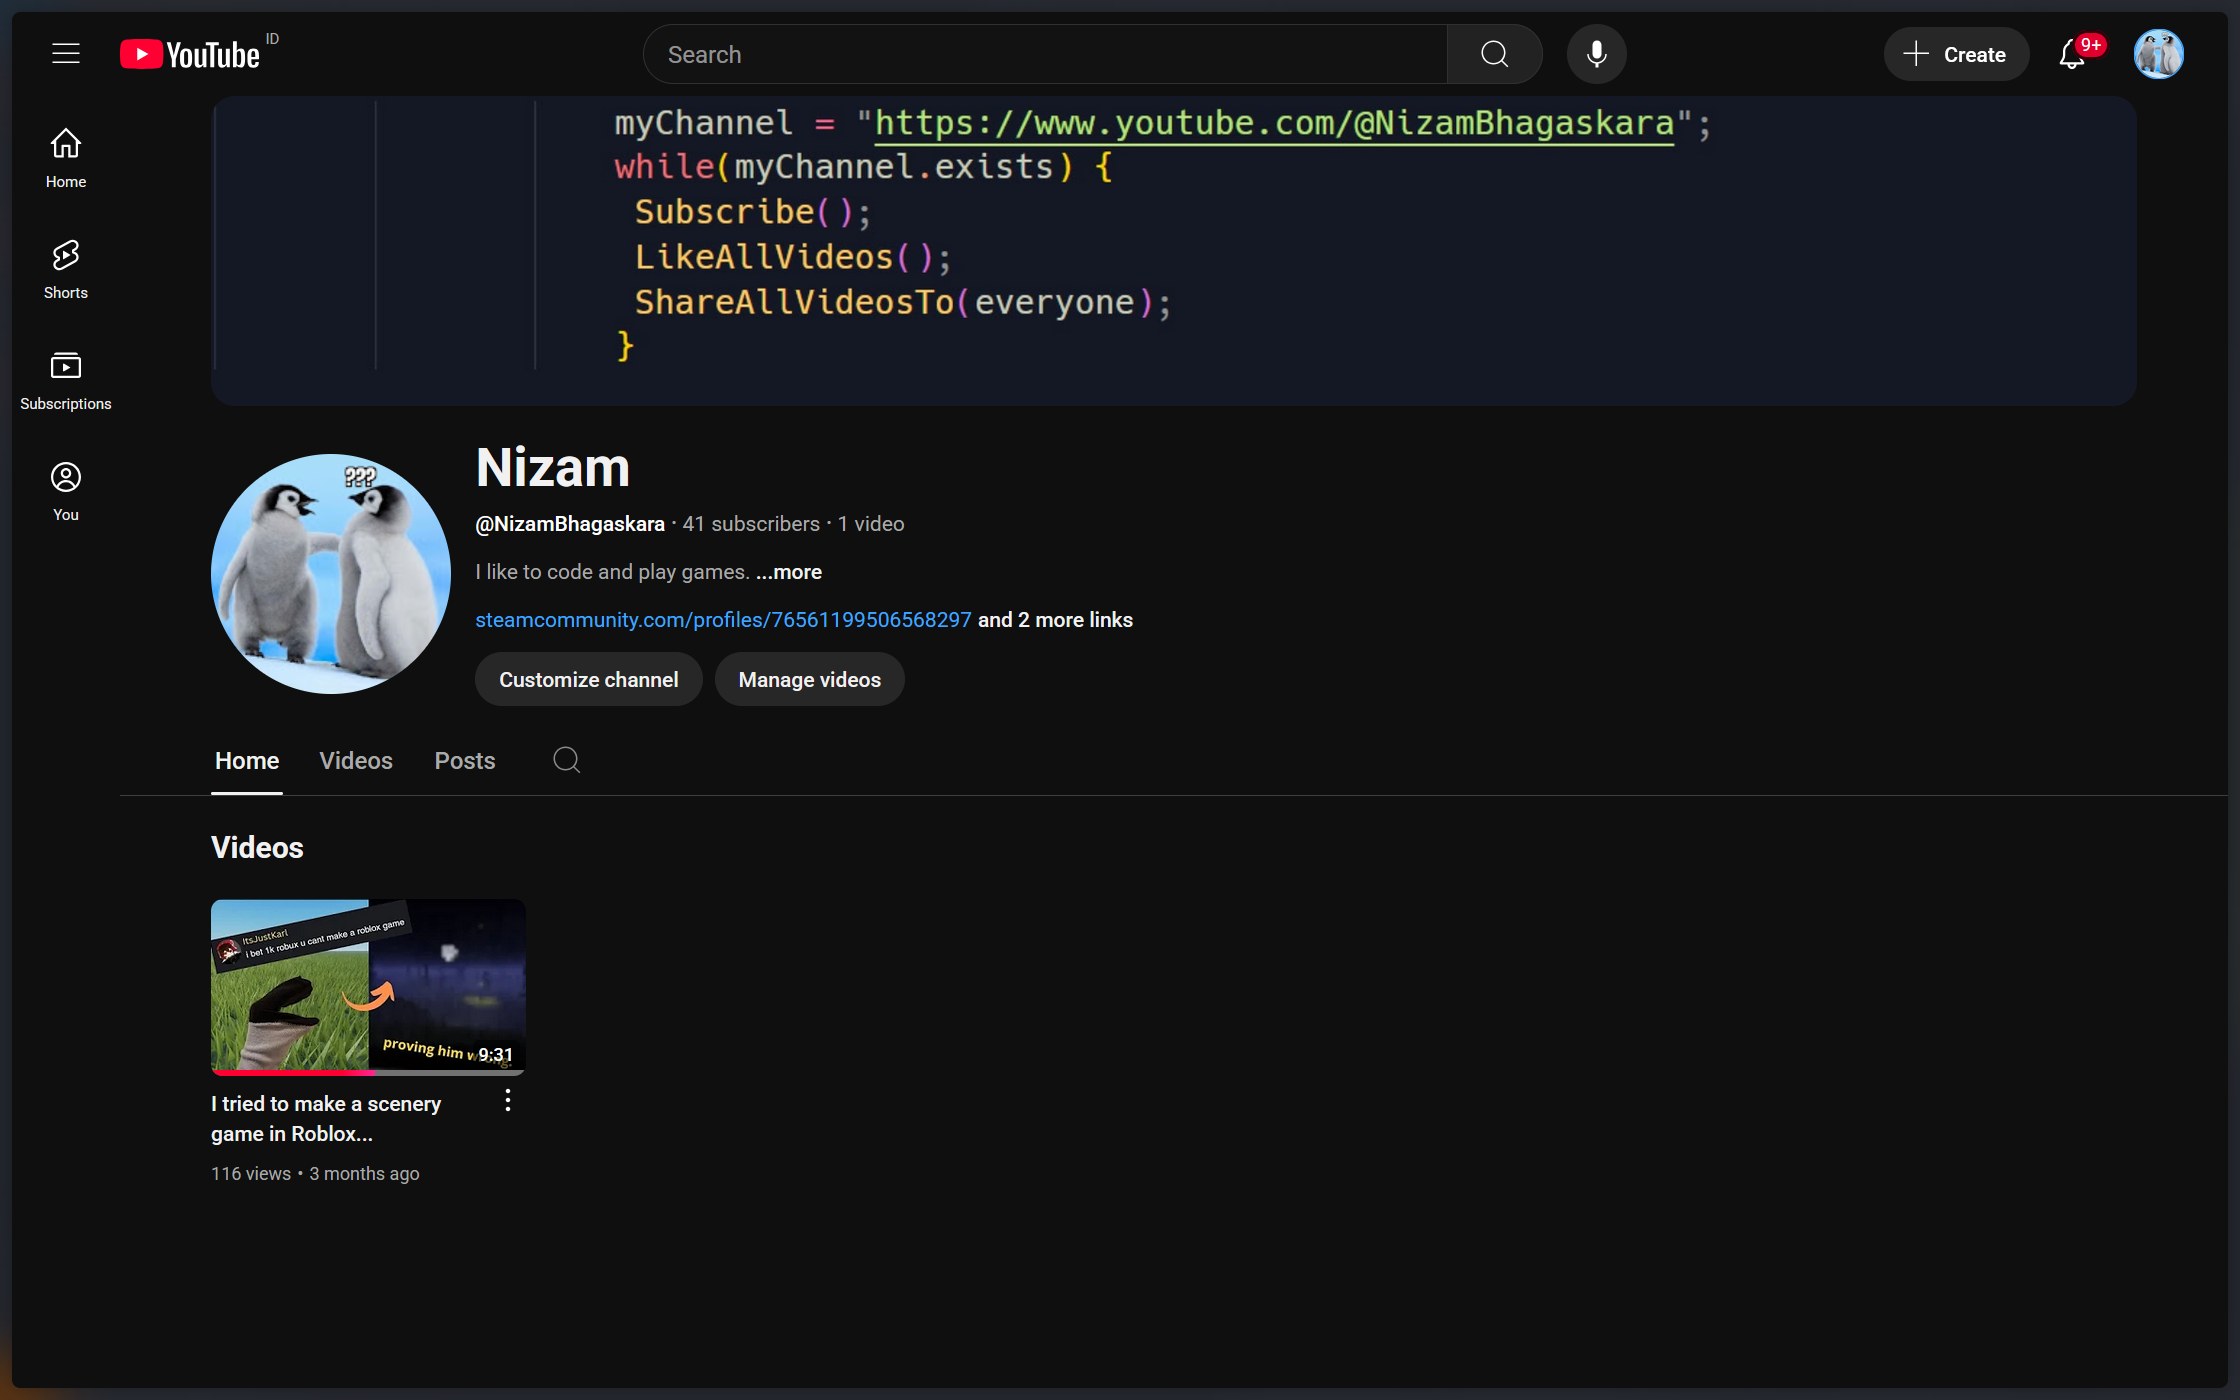 YouTube ID
Search
Create
9+
Home
Shorts
Subscriptions
You
myChannel = "https://www.youtube.com/@NizamBhagaskara";
while(myChannel.exists) {
Subscribe();
LikeAllVideos();
ShareAllVideosTo(everyone);
}
???
Nizam
@NizamBhagaskara · 41 subscribers · 1 video
I like to code and play games. ...more
steamcommunity.com/profiles/76561199506568297 and 2 more links
Customize channel
Manage videos
Home
Videos
Posts
Videos
ItsJustKarl
i bet 1k robux u cant make a roblox game
proving him wrong.
9:31
I tried to make a scenery
game in Roblox...
116 views • 3 months ago